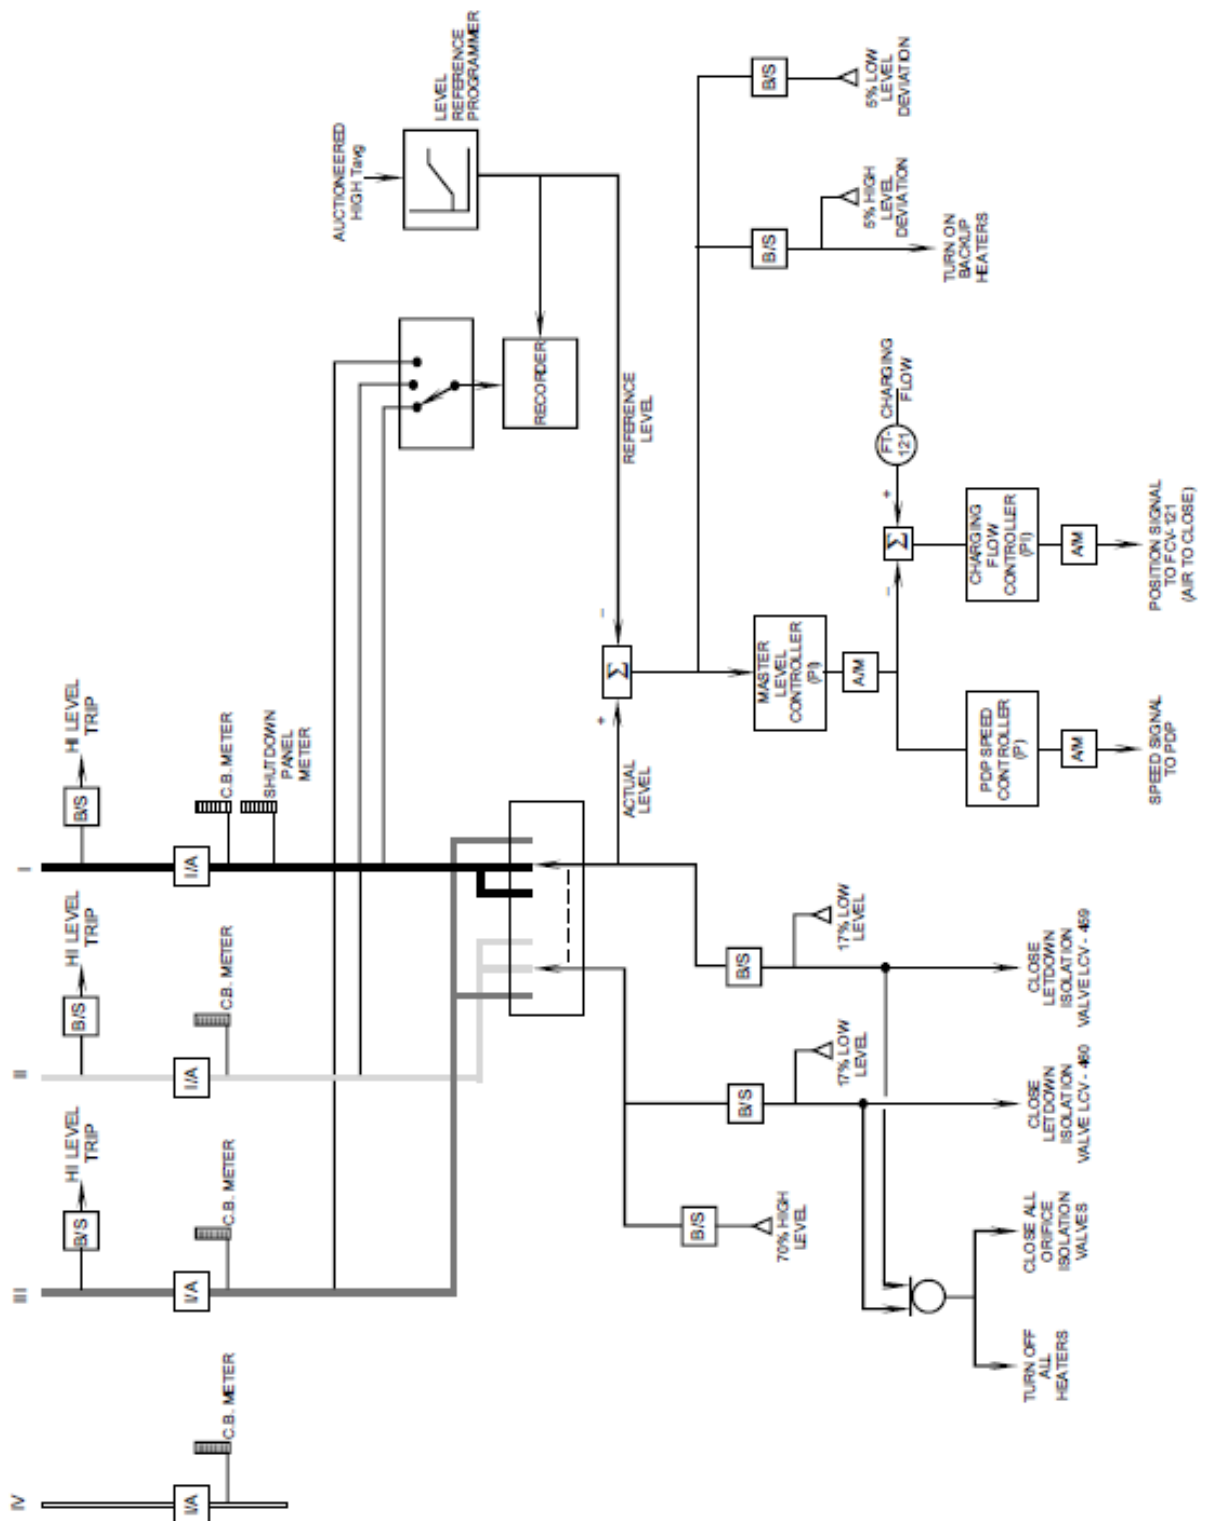 IV
I/A
C.B. METER
III
B/S
HI LEVEL
TRIP
I/A
C.B. METER
II
B/S
HI LEVEL
TRIP
I/A
C.B. METER
I
B/S
HI LEVEL
TRIP
I/A
C.B. METER
SHUTDOWN
PANEL
METER
AUCTIONEERED
HIGH Tavg
LEVEL
REFERENCE
PROGRAMMER
RECORDER
ACTUAL
LEVEL
REFERENCE
LEVEL
+
Σ
–
B/S
70% HIGH
LEVEL
B/S
17% LOW
LEVEL
B/S
17% LOW
LEVEL
MASTER
LEVEL
CONTROLLER
(PI)
A/M
B/S
5% HIGH
LEVEL
DEVIATION
B/S
5% LOW
LEVEL
DEVIATION
TURN ON
BACKUP
HEATERS
–
Σ
+
FT-
121
CHARGING
FLOW
PDP SPEED
CONTROLLER
(P)
A/M
CHARGING
FLOW
CONTROLLER
(PI)
A/M
TURN OFF
ALL
HEATERS
CLOSE ALL
ORIFICE
ISOLATION
VALVES
CLOSE
LETDOWN
ISOLATION
VALVE LCV - 460
CLOSE
LETDOWN
ISOLATION
VALVE LCV - 459
SPEED SIGNAL
TO PDP
POSITION SIGNAL
TO FCV- 121
(AIR TO CLOSE)